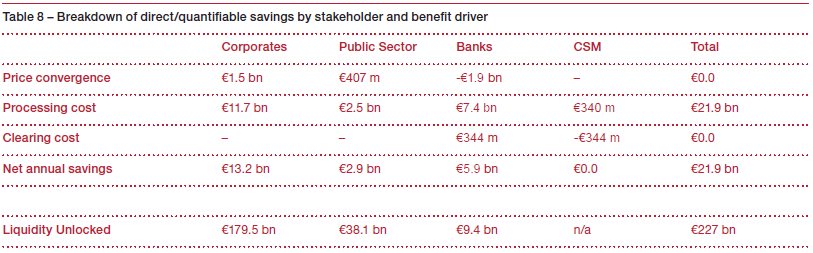 Table 8 – Breakdown of direct/quantifiable savings by stakeholder and benefit driver
Corporates Public Sector Banks CSM Total
Price convergence €1.5 bn €407 m -€1.9 bn – €0.0
Processing cost €11.7 bn €2.5 bn €7.4 bn €340 m €21.9 bn
Clearing cost – – €344 m -€344 m €0.0
Net annual savings €13.2 bn €2.9 bn €5.9 bn €0.0 €21.9 bn
Liquidity Unlocked €179.5 bn €38.1 bn €9.4 bn n/a €227 bn